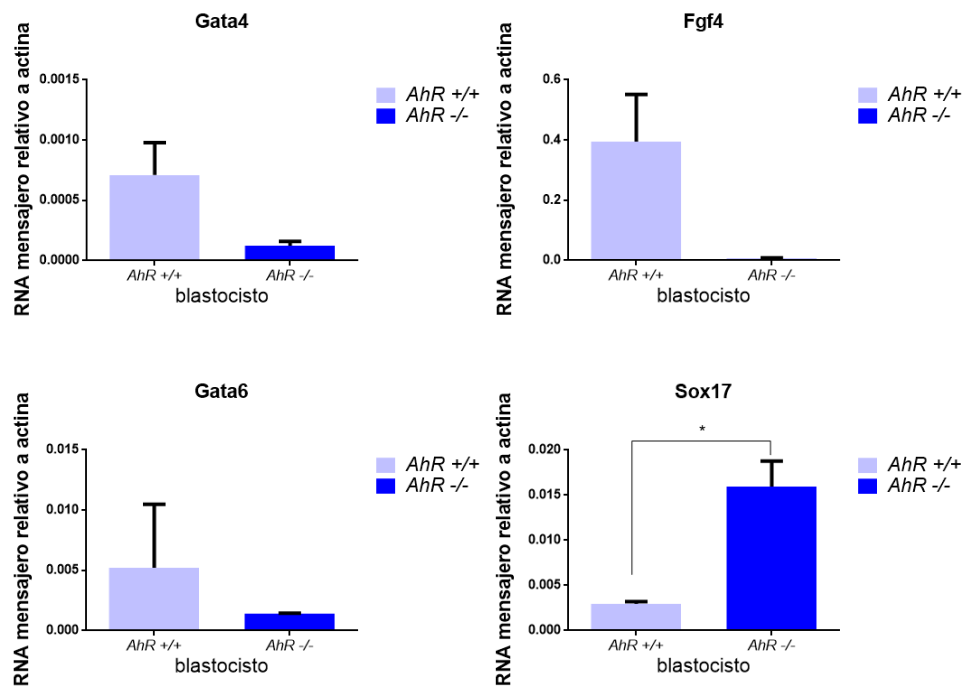 Gata4
RNA mensajero relativo a actina
0.0015
0.0010
0.0005
0.0000
AhR +/+
AhR -/-
blastocisto
AhR +/+
AhR -/-
Fgf4
RNA mensajero relativo a actina
0.6
0.4
0.2
0.0
AhR +/+
AhR -/-
blastocisto
AhR +/+
AhR -/-
Gata6
RNA mensajero relativo a actina
0.015
0.010
0.005
0.000
AhR +/+
AhR -/-
blastocisto
AhR +/+
AhR -/-
Sox17
RNA mensajero relativo a actina
0.020
0.015
0.010
0.005
0.000
*
AhR +/+
AhR -/-
blastocisto
AhR +/+
AhR -/-